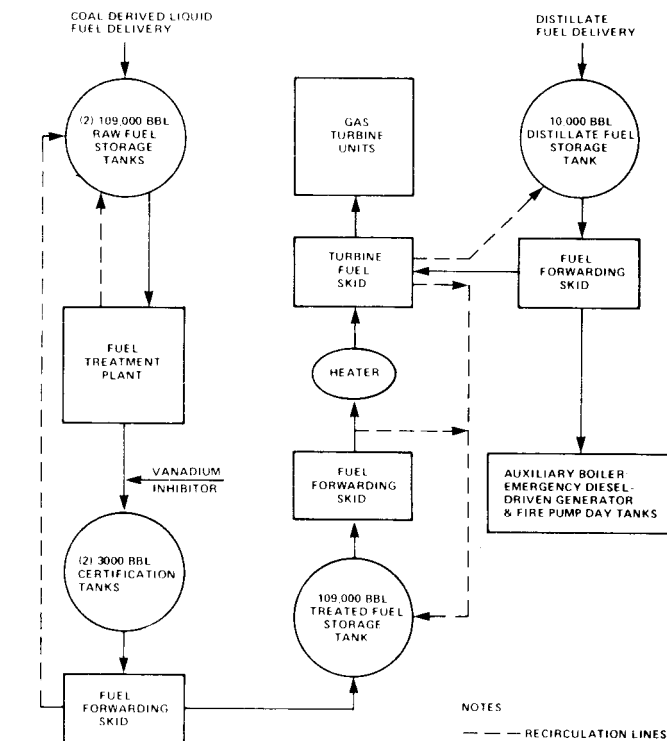 COAL DERIVED LIQUID
FUEL DELIVERY
(2) 109,000 BBL
RAW FUEL
STORAGE
TANKS
FUEL
TREATMENT
PLANT
VANADIUM
INHIBITOR
(2) 3000 BBL
CERTIFICATION
TANKS
FUEL
FORWARDING
SKID
GAS
TURBINE
UNITS
TURBINE
FUEL
SKID
HEATER
FUEL
FORWARDING
SKID
109,000 BBL
TREATED FUEL
STORAGE
TANK
DISTILLATE
FUEL DELIVERY
10,000 BBL
DISTILLATE FUEL
STORAGE
TANK
FUEL
FORWARDING
SKID
AUXILIARY BOILER-
EMERGENCY DIESEL-
DRIVEN GENERATOR
& FIRE PUMP DAY TANKS
NOTES
RECIRCULATION LINES